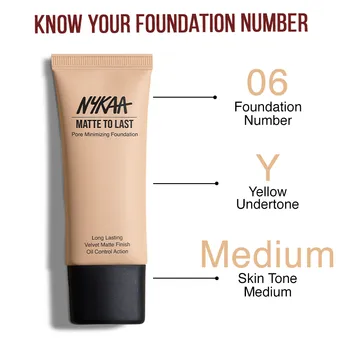 KNOW YOUR FOUNDATION NUMBER
NYKAA
MATTE TO LAST
Pore Minimizing Foundation
Long Lasting
Velvet Matte Finish
Oil Control Action
06
Foundation
Number
Y
Yellow
Undertone
Medium
Skin Tone
Medium